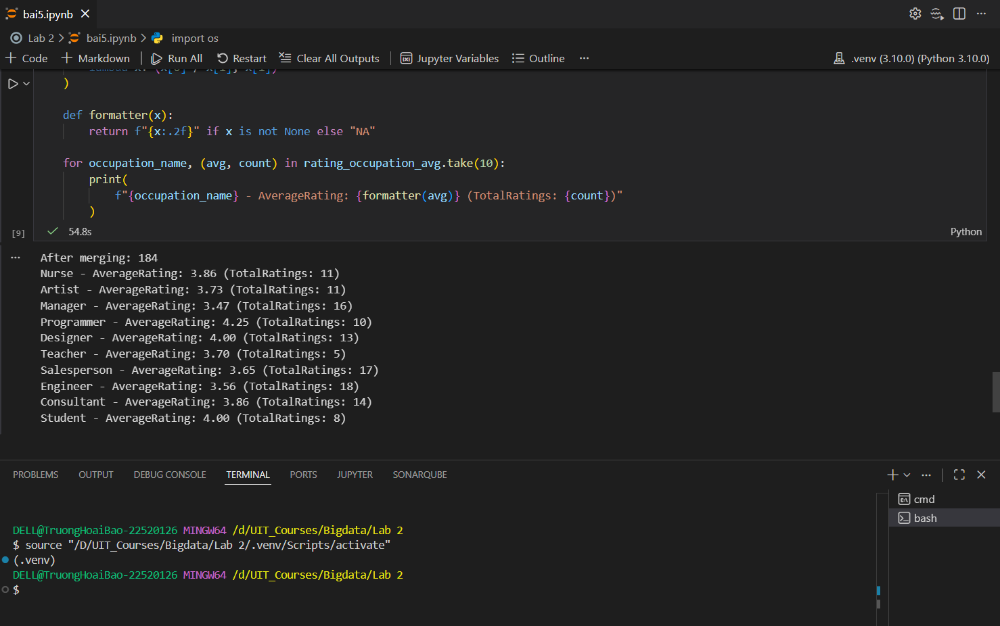 bai5.ipynb
Lab 2 > bai5.ipynb > import os
Code Markdown Run All Restart Clear All Outputs Jupyter Variables Outline ... .venv (3.10.0) (Python 3.10.0)
lambda x: (x[0] / x[1], x[1])
)
def formatter(x):
return f"{x:.2f}" if x is not None else "NA"
for occupation_name, (avg, count) in rating_occupation_avg.take(10):
print(
f"{occupation_name} - AverageRating: {formatter(avg)} (TotalRatings: {count})"
)
[9] 54.8s Python
... After merging: 184
Nurse - AverageRating: 3.86 (TotalRatings: 11)
Artist - AverageRating: 3.73 (TotalRatings: 11)
Manager - AverageRating: 3.47 (TotalRatings: 16)
Programmer - AverageRating: 4.25 (TotalRatings: 10)
Designer - AverageRating: 4.00 (TotalRatings: 13)
Teacher - AverageRating: 3.70 (TotalRatings: 5)
Salesperson - AverageRating: 3.65 (TotalRatings: 17)
Engineer - AverageRating: 3.56 (TotalRatings: 18)
Consultant - AverageRating: 3.86 (TotalRatings: 14)
Student - AverageRating: 4.00 (TotalRatings: 8)
PROBLEMS OUTPUT DEBUG CONSOLE TERMINAL PORTS JUPYTER SONARQUBE
cmd
bash
DELL@TruongHoaiBao-22520126 MINGW64 /d/UIT_Courses/Bigdata/Lab 2
$ source "/D/UIT_Courses/Bigdata/Lab 2/.venv/Scripts/activate"
(.venv)
DELL@TruongHoaiBao-22520126 MINGW64 /d/UIT_Courses/Bigdata/Lab 2
$